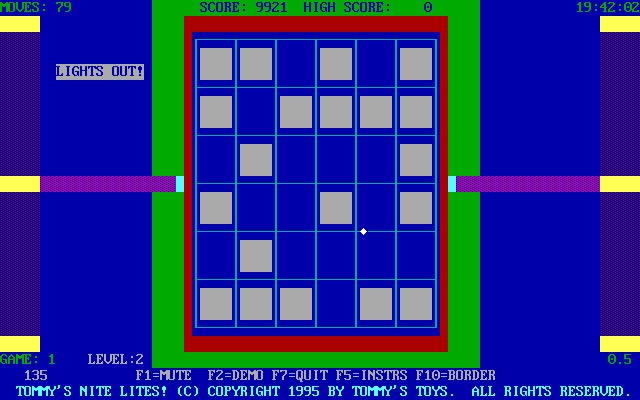 MOVES: 79 SCORE: 9921 HIGH SCORE: 0 19:42:02
LIGHTS OUT!
GAME: 1 LEVEL:2 0.5
135 F1=MUTE F2=DEMO F7=QUIT F5=INSTRS F10=BORDER
TOMMY'S NITE LITES! (C) COPYRIGHT 1995 BY TOMMY'S TOYS. ALL RIGHTS RESERVED.